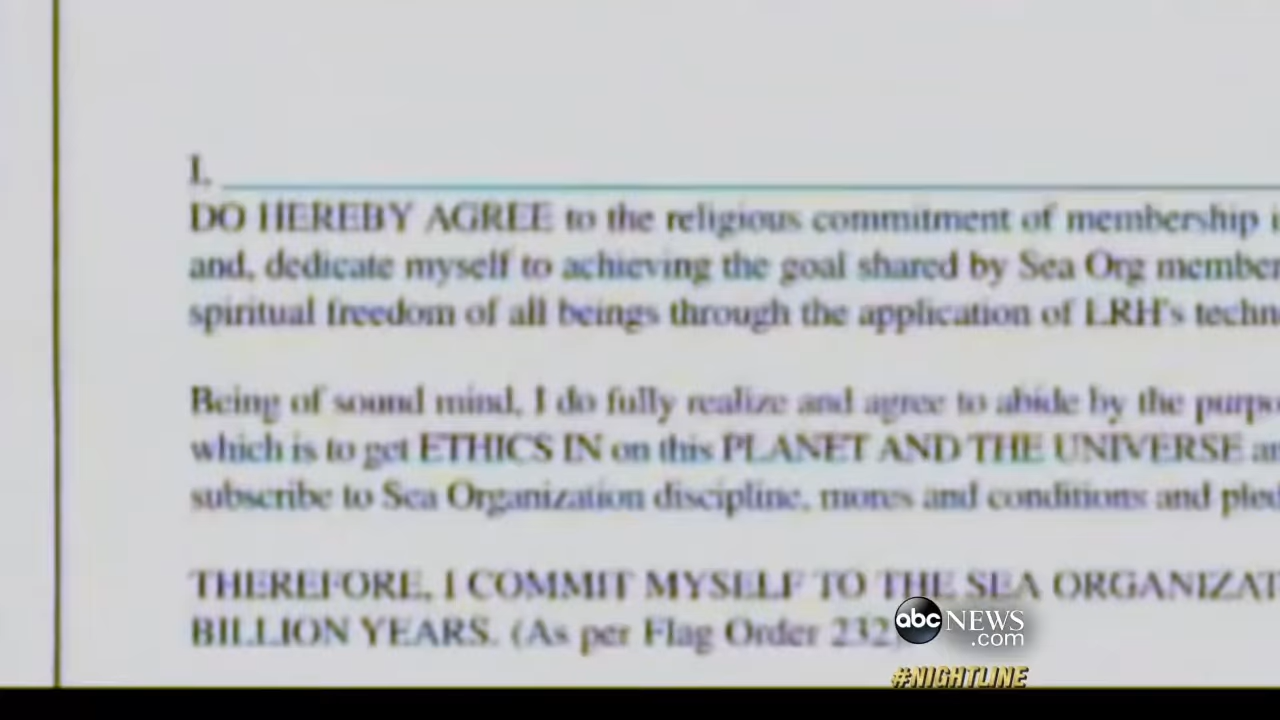 I, 
DO HEREBY AGREE to the religious commitment of membership i
and, dedicate myself to achieving the goal shared by Sea Org member
spiritual freedom of all beings through the application of LRH's techn
Being of sound mind, I do fully realize and agree to abide by the purpo
which is to get ETHICS IN on this PLANET AND THE UNIVERSE an
subscribe to Sea Organization discipline, mores and conditions and pled
THEREFORE, I COMMIT MYSELF TO THE SEA ORGANIZAT
BILLION YEARS. (As per Flag Order 232)
abc NEWS
.com
#NIGHTLINE